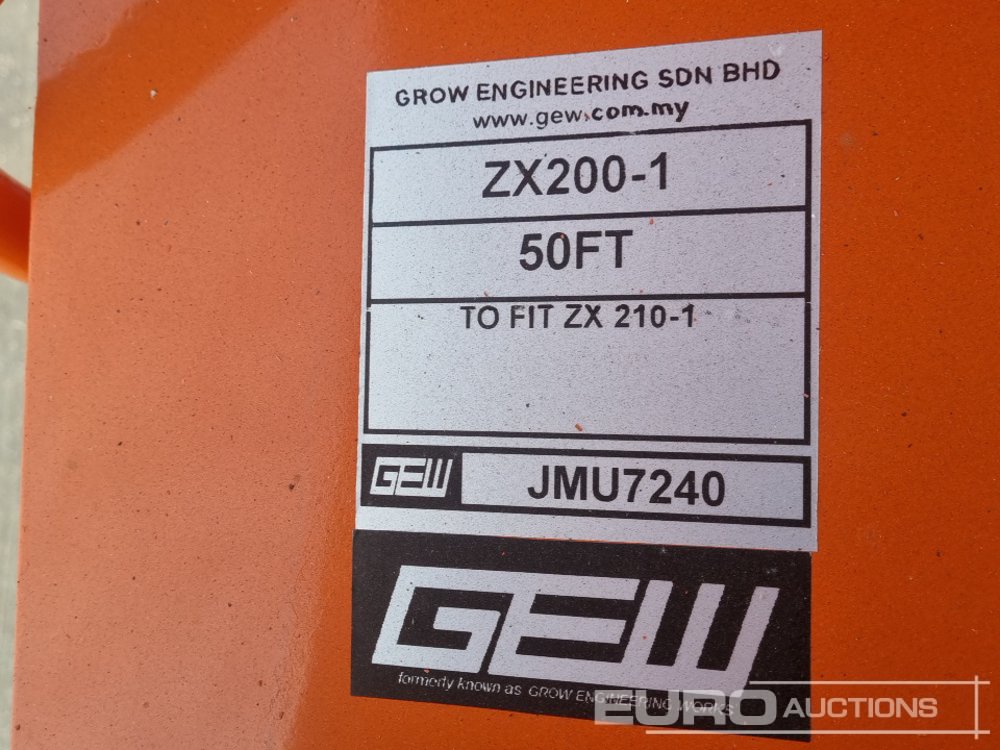 GROW ENGINEERING SDN BHD
www.gew.com.my
ZX200-1
50FT
TO FIT ZX 210-1
GEW JMU7240
GEW
formerly known as GROW ENGINEERING WORKS
EURO AUCTIONS